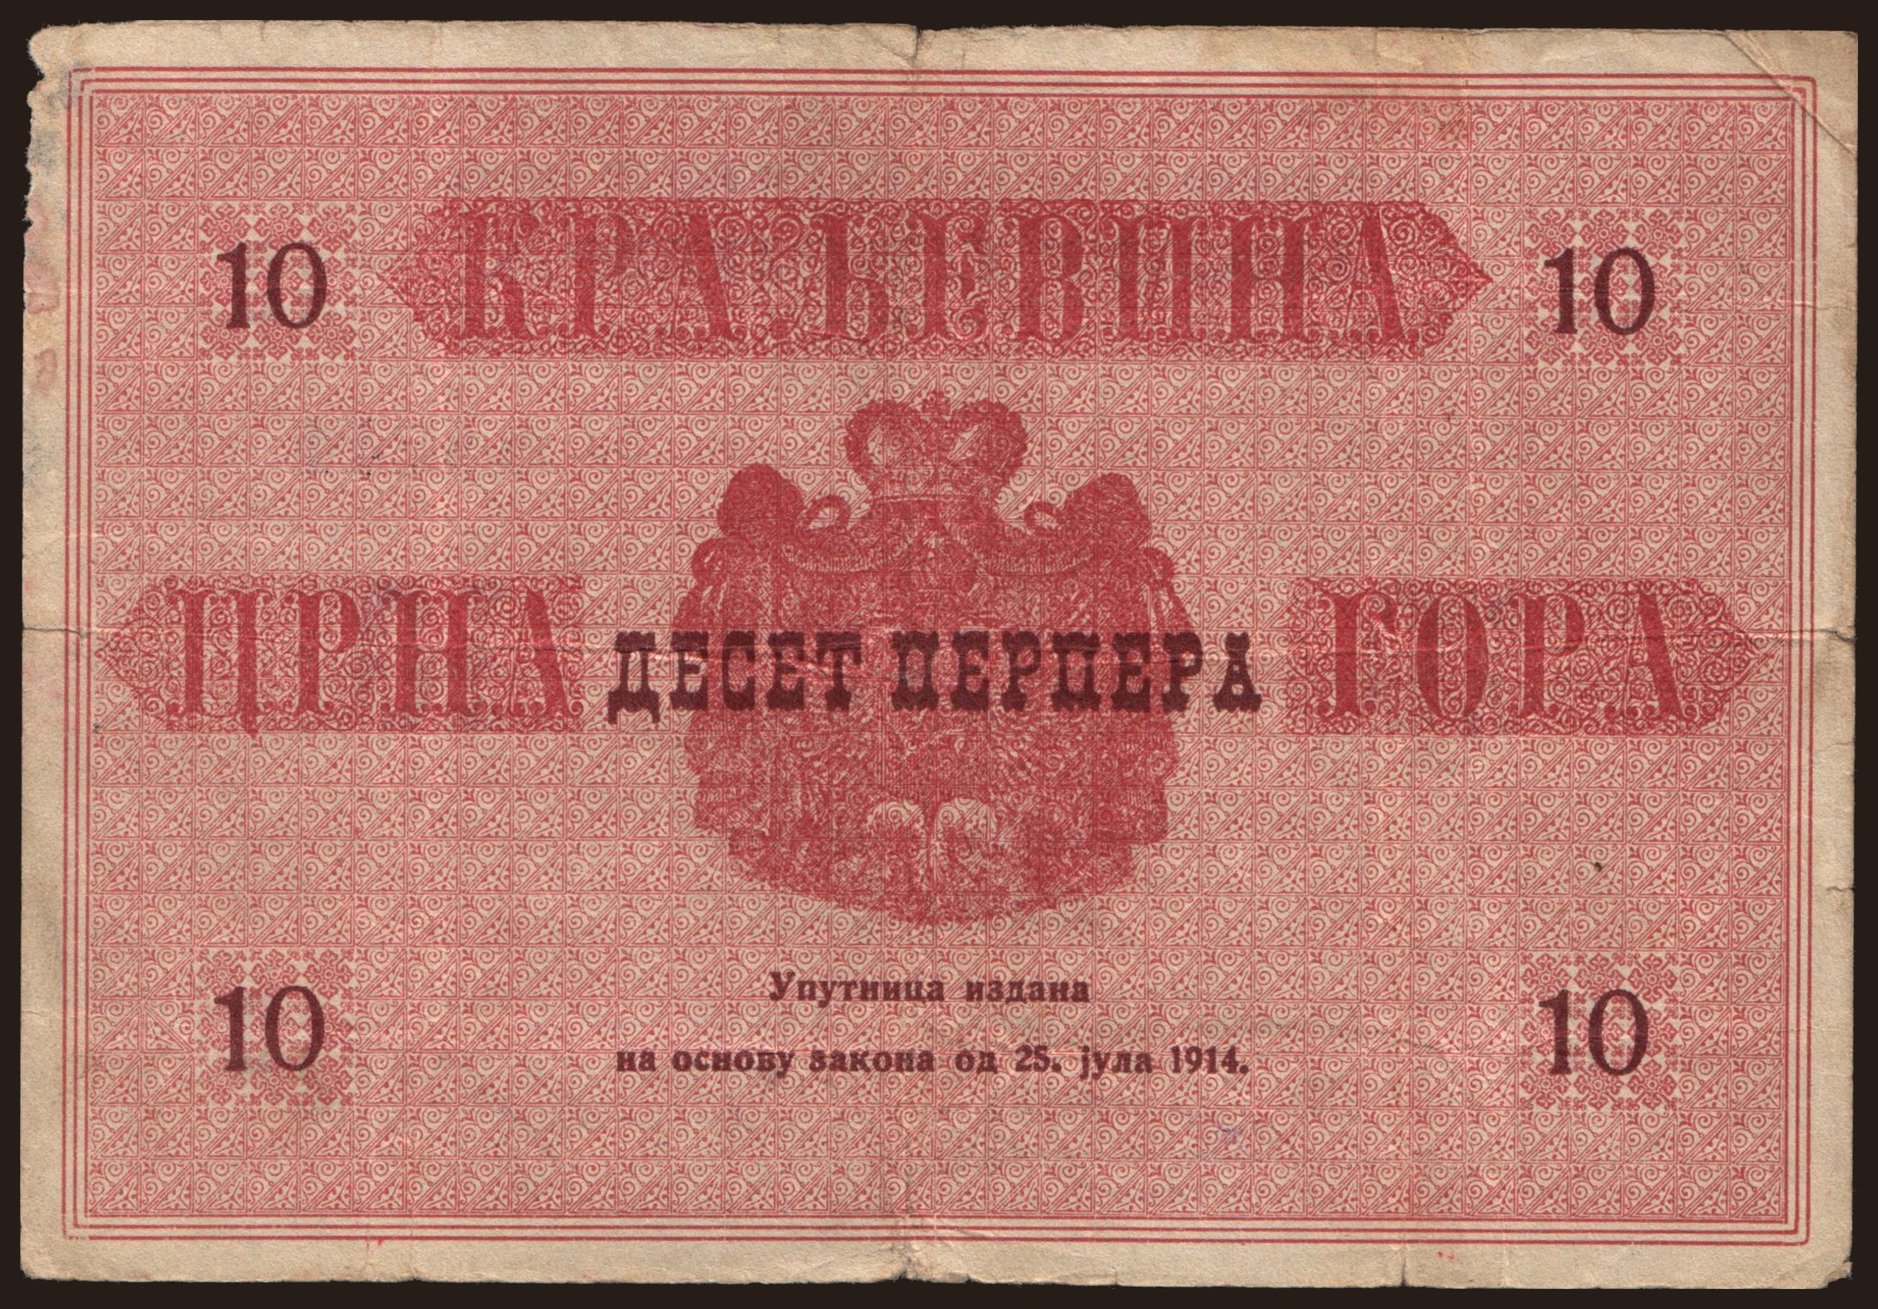 10 КРАЉЕВИНА 10
ЦРНА ДЕСЕТ ПЕРПЕРА ГОРА
Упутница издана
на основу закона од 25. јула 1914.
10 10